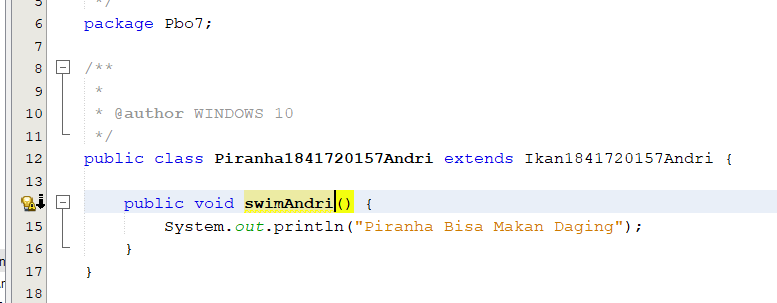 5 */
6 package Pbo7;
7
8 /**
9 *
10 * @author WINDOWS 10
11 */
12 public class Piranha1841720157Andri extends Ikan1841720157Andri {
13
public void swimAndri() {
15 System.out.println("Piranha Bisa Makan Daging");
16 }
17 }
18